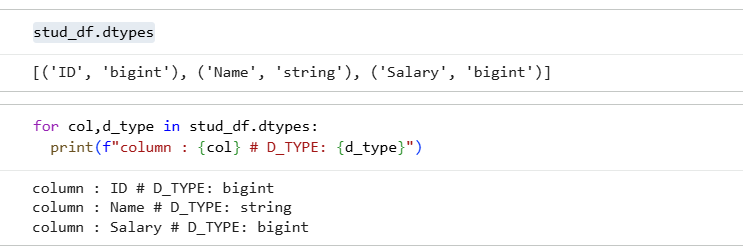 stud_df.dtypes
[('ID', 'bigint'), ('Name', 'string'), ('Salary', 'bigint')]
for col,d_type in stud_df.dtypes:
  print(f"column : {col} # D_TYPE: {d_type}")
column : ID # D_TYPE: bigint
column : Name # D_TYPE: string
column : Salary # D_TYPE: bigint